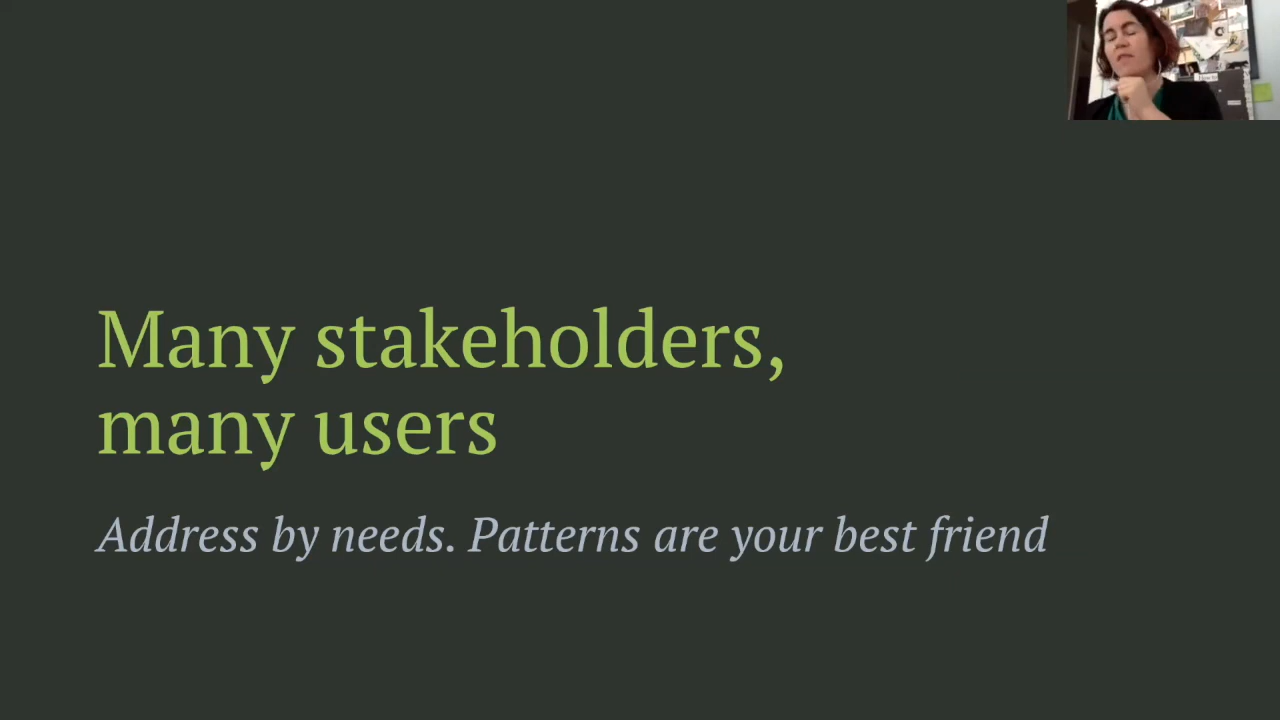 Many stakeholders,
many users
Address by needs. Patterns are your best friend